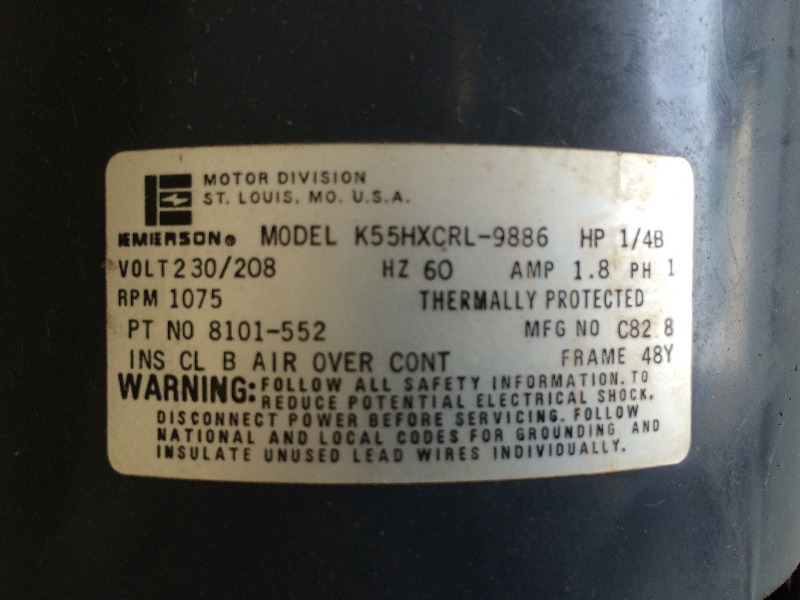 MOTOR DIVISION
ST. LOUIS, MO. U.S.A.
EMERSON® MODEL K55HXCRL-9886 HP 1/4B
VOLT 230/208 HZ 60 AMP 1.8 PH 1
RPM 1075 THERMALLY PROTECTED
PT NO 8101-552 MFG NO C82 8
INS CL B AIR OVER CONT FRAME 48Y
WARNING: FOLLOW ALL SAFETY INFORMATION. TO
REDUCE POTENTIAL ELECTRICAL SHOCK,
DISCONNECT POWER BEFORE SERVICING. FOLLOW
NATIONAL AND LOCAL CODES FOR GROUNDING AND
INSULATE UNUSED LEAD WIRES INDIVIDUALLY.